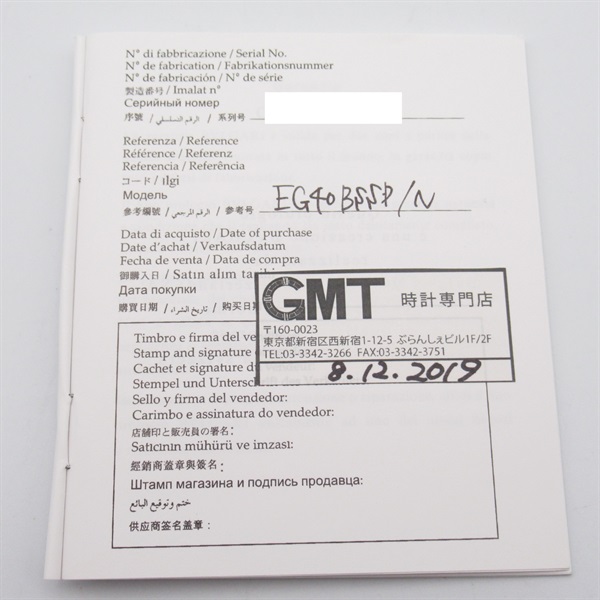 N° di fabbricazione / Serial No.
N° de fabrication / Fabrikationsnummer
N° de fabricación / N° de série
製造番号 / Imalat n°
Серийный номер
序號 / الرقم التسلسلي / 系列号
Referenza / Reference
Référence / Referenz
Referencia / Referência
コード / ılgi
Модель
参考編號 / الرقم المرجعي / 参考号 EG40BSSP/N
Data di acquisto / Date of purchase
Date d'achat / Verkaufsdatum
Fecha de venta / Data de compra
御購入日 / Satın alım
Дата покупки
購買日期 / تاريخ الشراء / 购买日
GMT 時計専門店
〒160-0023
東京都新宿区西新宿1-12-5 ぶらんしぇビル1F/2F
TEL:03-3342-3266 FAX:03-3342-3751
8.12.2019
Timbro e firma del
Stamp and signature
Cachet et signature
Stempel und
Sello y firma del vendedor:
Carimbo e assinatura do vendedor:
店舗印と販売員の署名:
Satıcının mühürü ve imzası:
經銷商蓋章與簽名:
Штамп магазина и подпись продавца:
ختم وتوقيع البائع
供应商签名盖章: